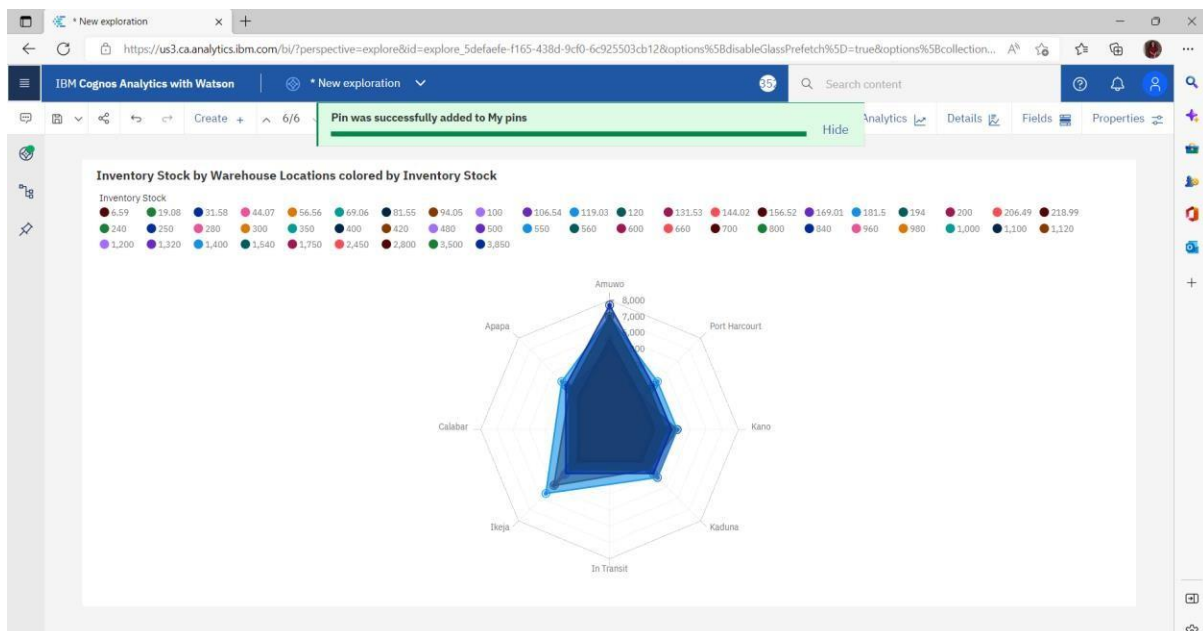 * New exploration
https://us3.ca.analytics.ibm.com/bi/?perspective=explore&id=explore_5defaefe-f165-438d-9cf0-6c925503cb12&options%5BdisableGlassPrefetch%5D=true&options%5Bcollection...
IBM Cognos Analytics with Watson * New exploration Search content
Create + 6/6 Pin was successfully added to My pins Hide Analytics Details Fields Properties
Inventory Stock by Warehouse Locations colored by Inventory Stock
Inventory Stock
6.59 19.08 31.58 44.07 56.56 69.06 81.55 94.05 100 106.54 119.03 120 131.53 144.02 156.52 169.01 181.5 194 200 206.49 218.99
240 250 280 300 350 400 420 480 500 550 560 600 660 700 800 840 960 980 1,000 1,100 1,120
1,200 1,320 1,400 1,540 1,750 2,450 2,800 3,500 3,850
Amuwo
8,000
7,000
Apapa Port Harcourt
Calabar Kano
Ikeja Kaduna
In Transit